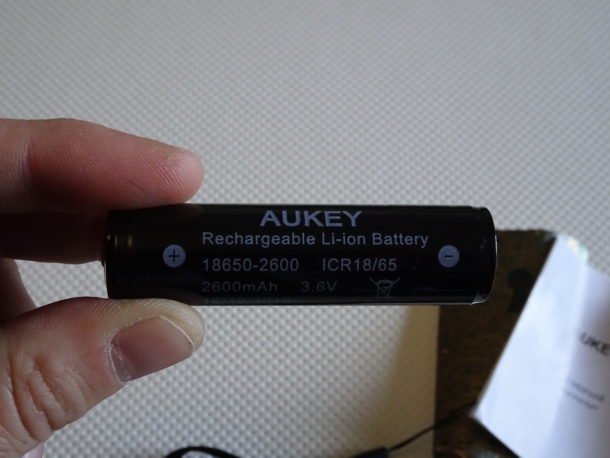 AUKEY
Rechargeable Li-ion Battery
+ -
18650-2600 ICR18/65
2600mAh 3.6V